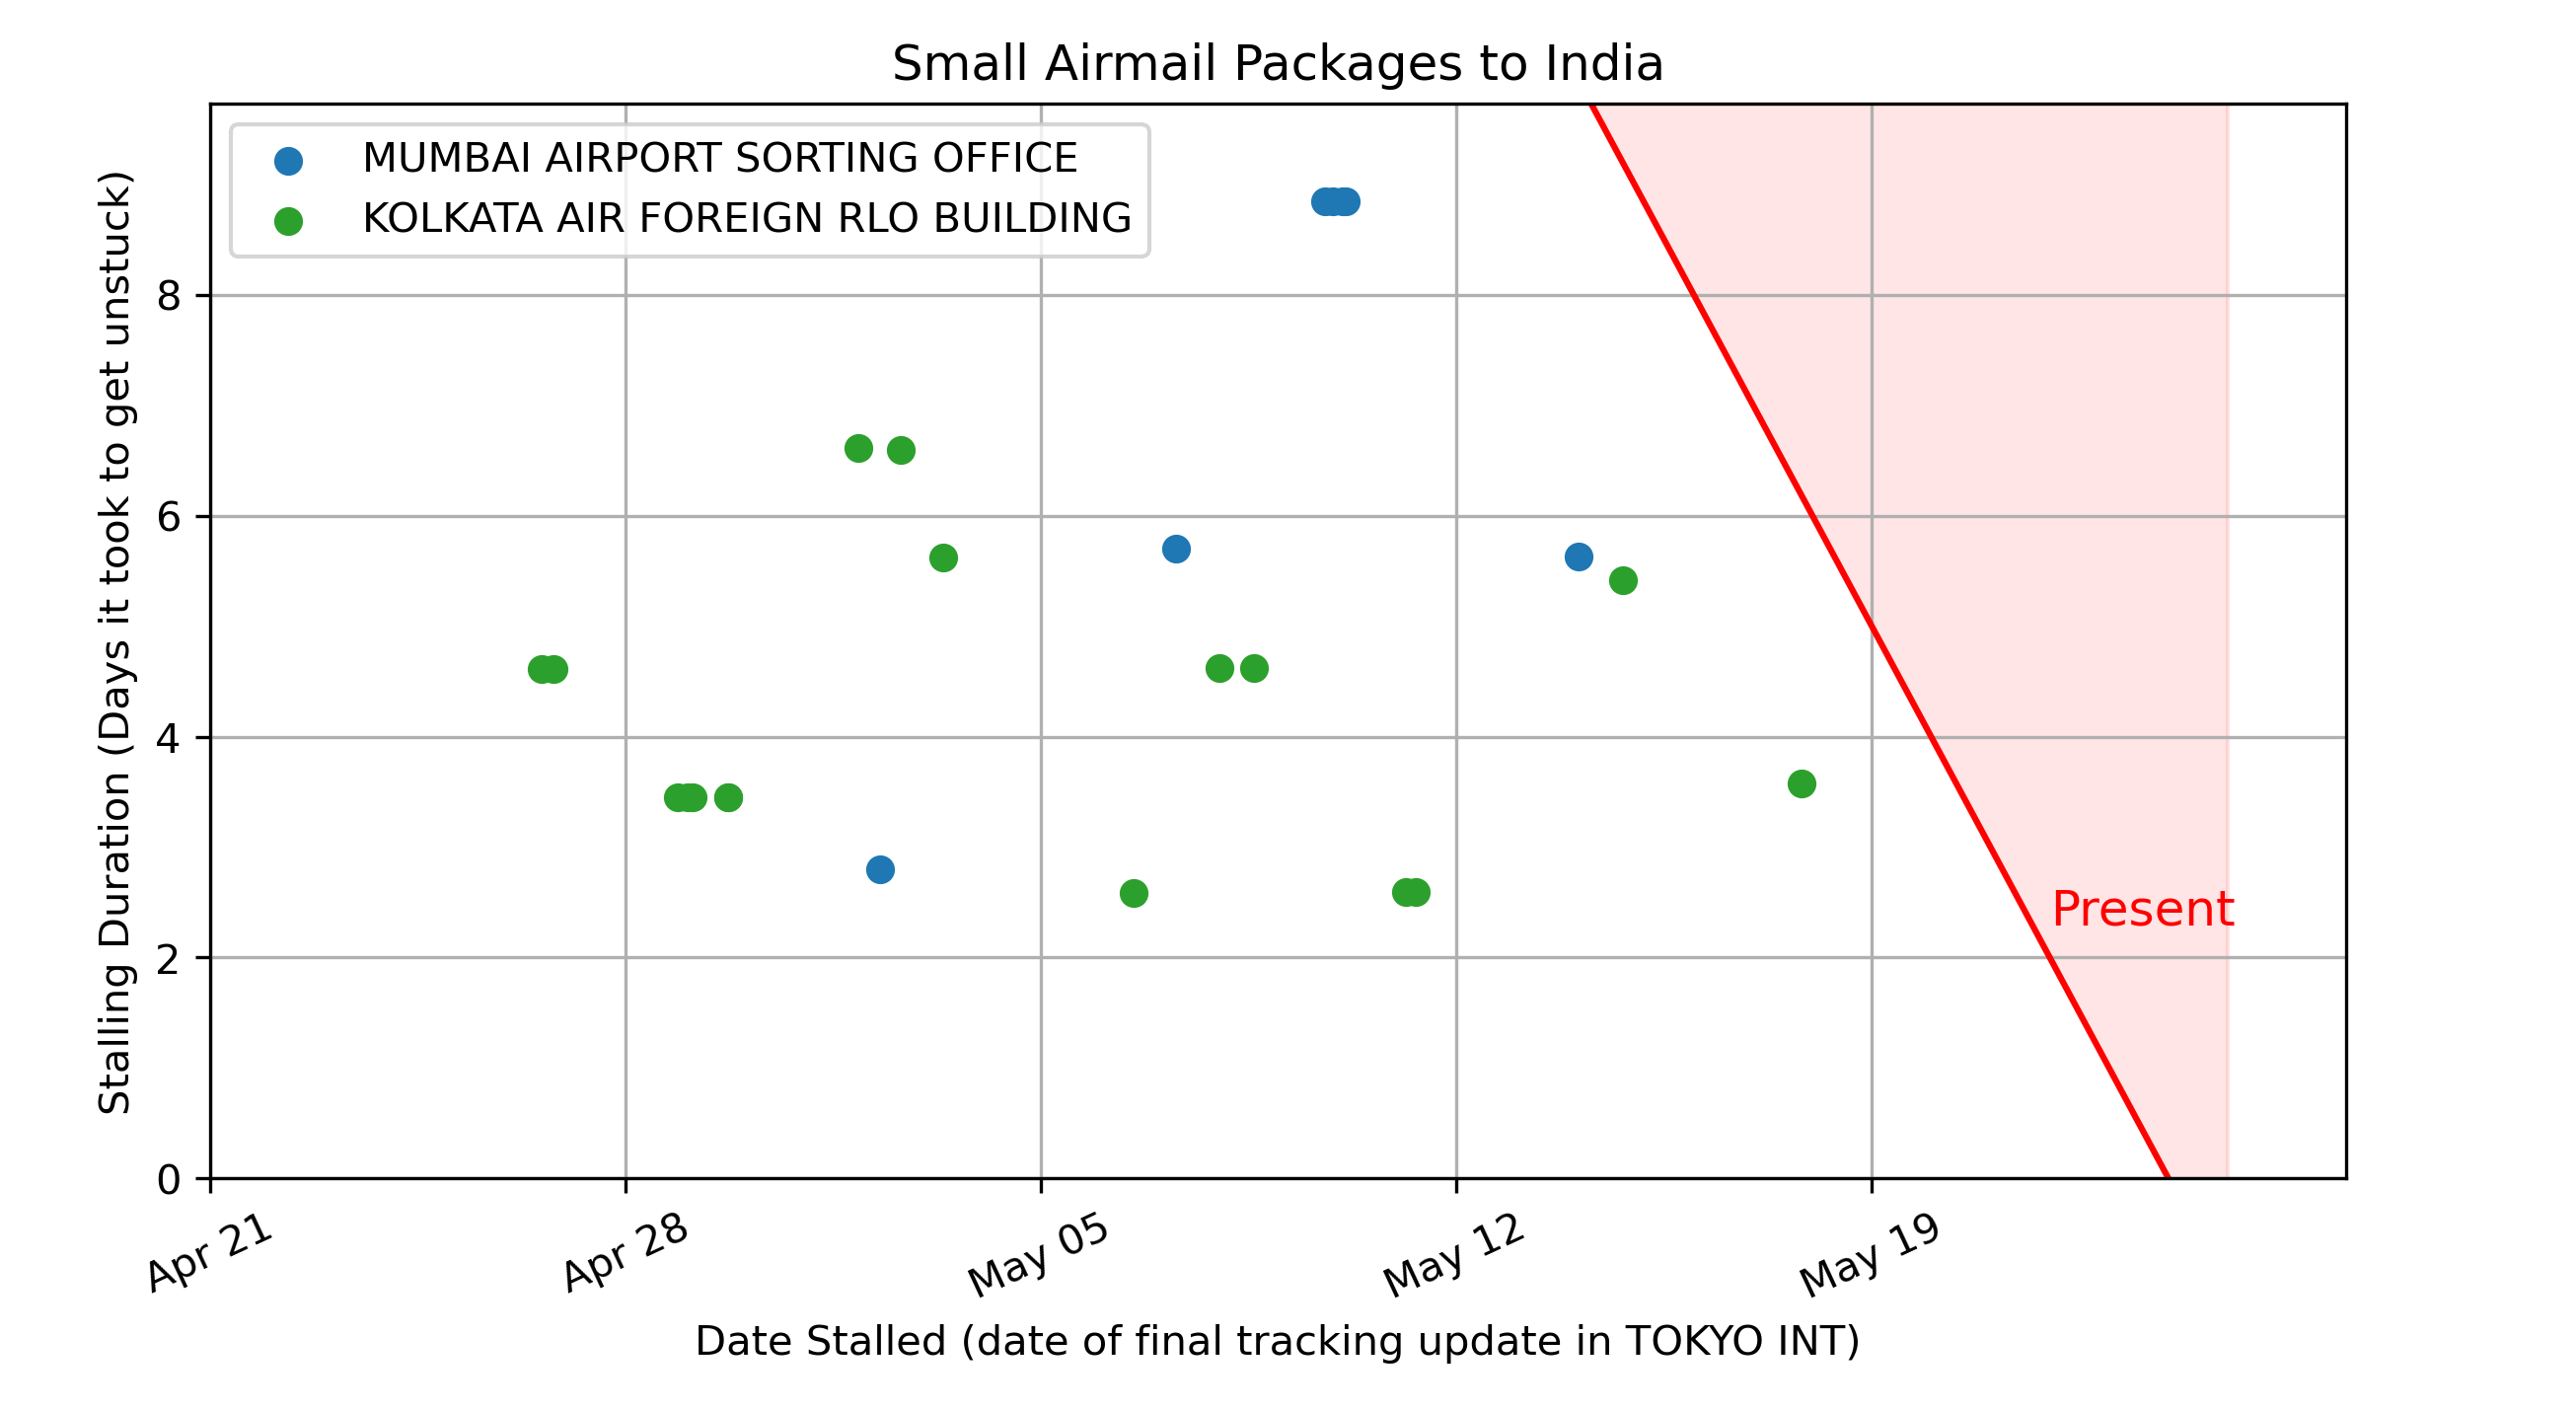 Small Airmail Packages to India
MUMBAI AIRPORT SORTING OFFICE
KOLKATA AIR FOREIGN RLO BUILDING
Stalling Duration (Days it took to get unstuck)
8
6
4
2
0
Present
Apr 21
Apr 28
May 05
May 12
May 19
Date Stalled (date of final tracking update in TOKYO INT)